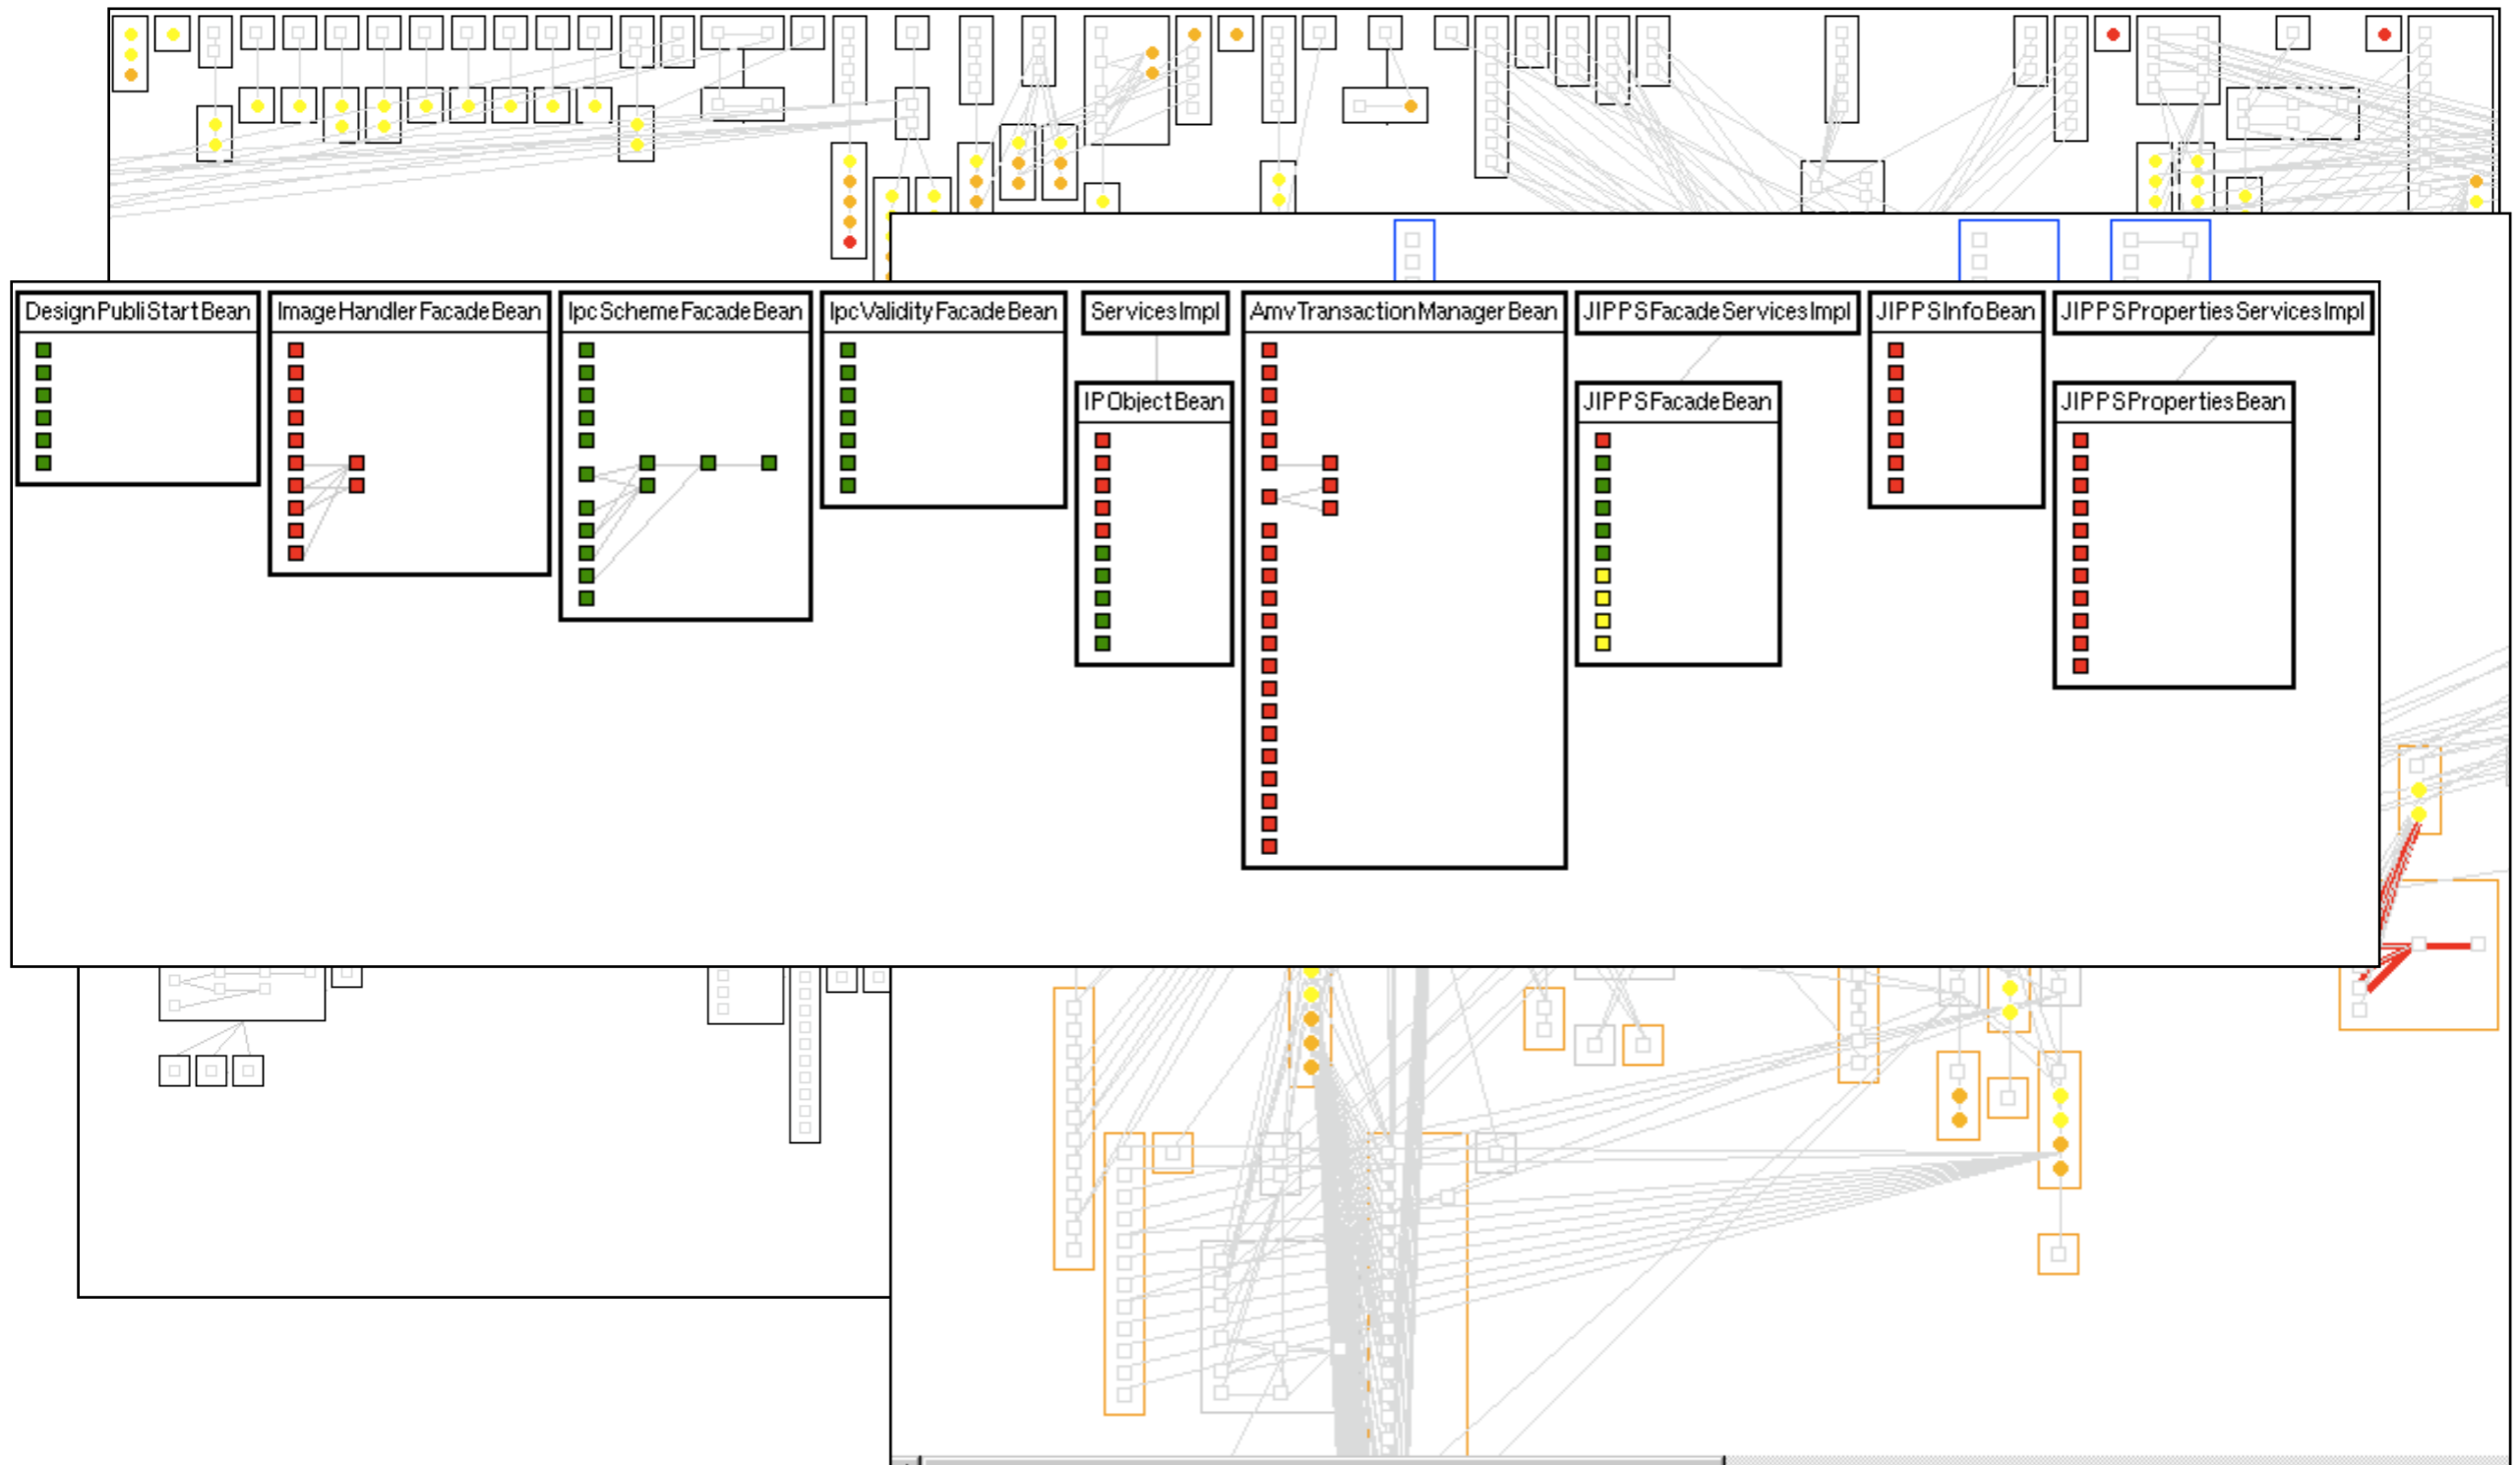 DesignPubliStartBean
ImageHandlerFacadeBean
IpcSchemeFacadeBean
IpcValidityFacadeBean
ServicesImpl
AmvTransactionManagerBean
JIPPSFacadeServicesImpl
JIPPSInfoBean
JIPPSPropertiesServicesImpl
IPObjectBean
JIPPSFacadeBean
JIPPSPropertiesBean